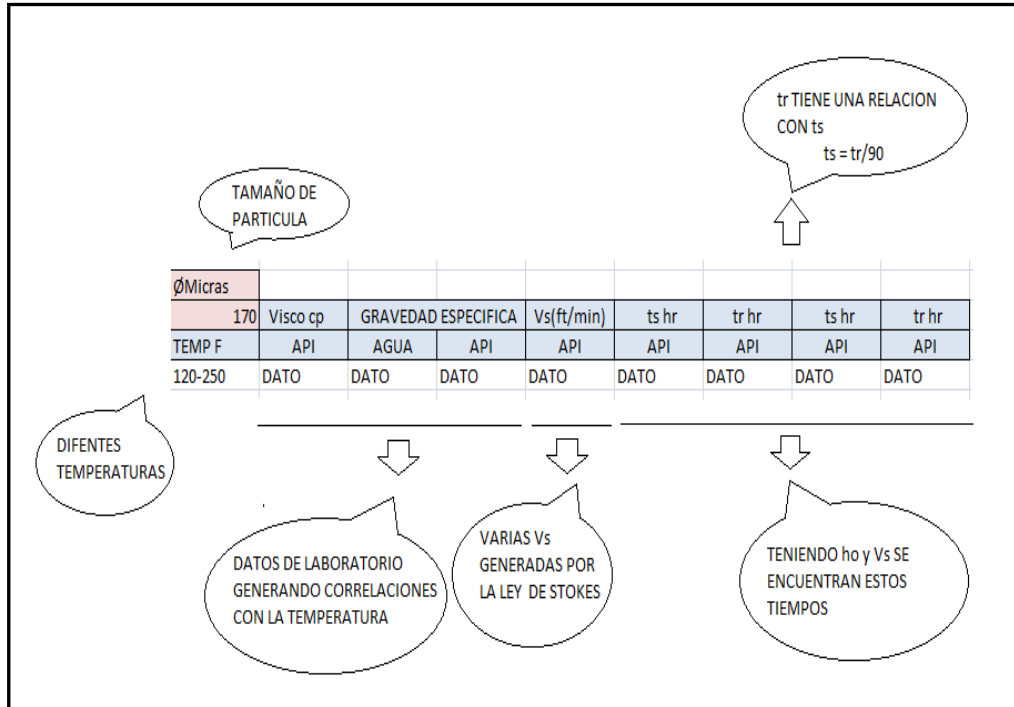 tr TIENE UNA RELACION
CON ts
ts = tr/90
TAMAÑO DE
PARTICULA
ØMicras
170 Visco cp GRAVEDAD ESPECIFICA Vs(ft/min) ts hr tr hr ts hr tr hr
TEMP F API AGUA API API API API API API
120-250 DATO DATO DATO DATO DATO DATO DATO DATO
DIFENTES
TEMPERATURAS
DATOS DE LABORATORIO
GENERANDO CORRELACIONES
CON LA TEMPERATURA
VARIAS Vs
GENERADAS POR
LA LEY DE STOKES
TENIENDO ho y Vs SE
ENCUENTRAN ESTOS
TIEMPOS